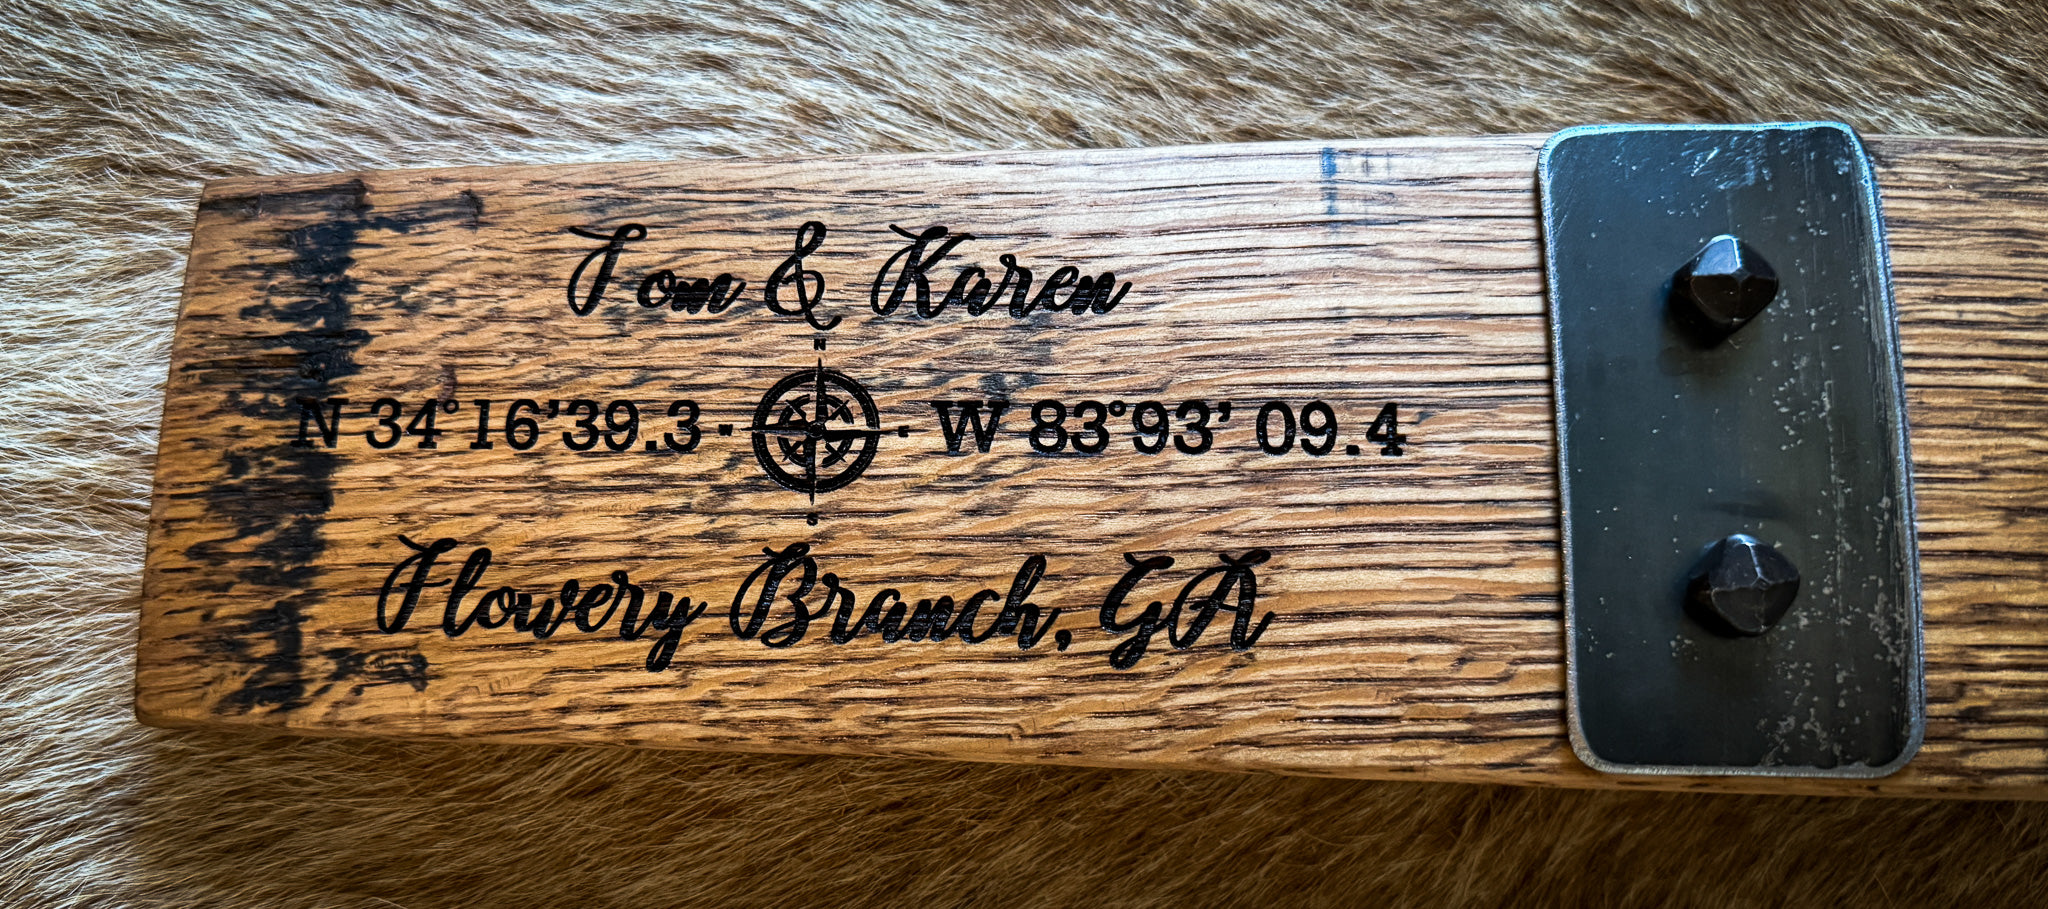 Tom & Karen
N
N 34°16’39.3 W E W 83°93’ 09.4
S
Flowery Branch, GA